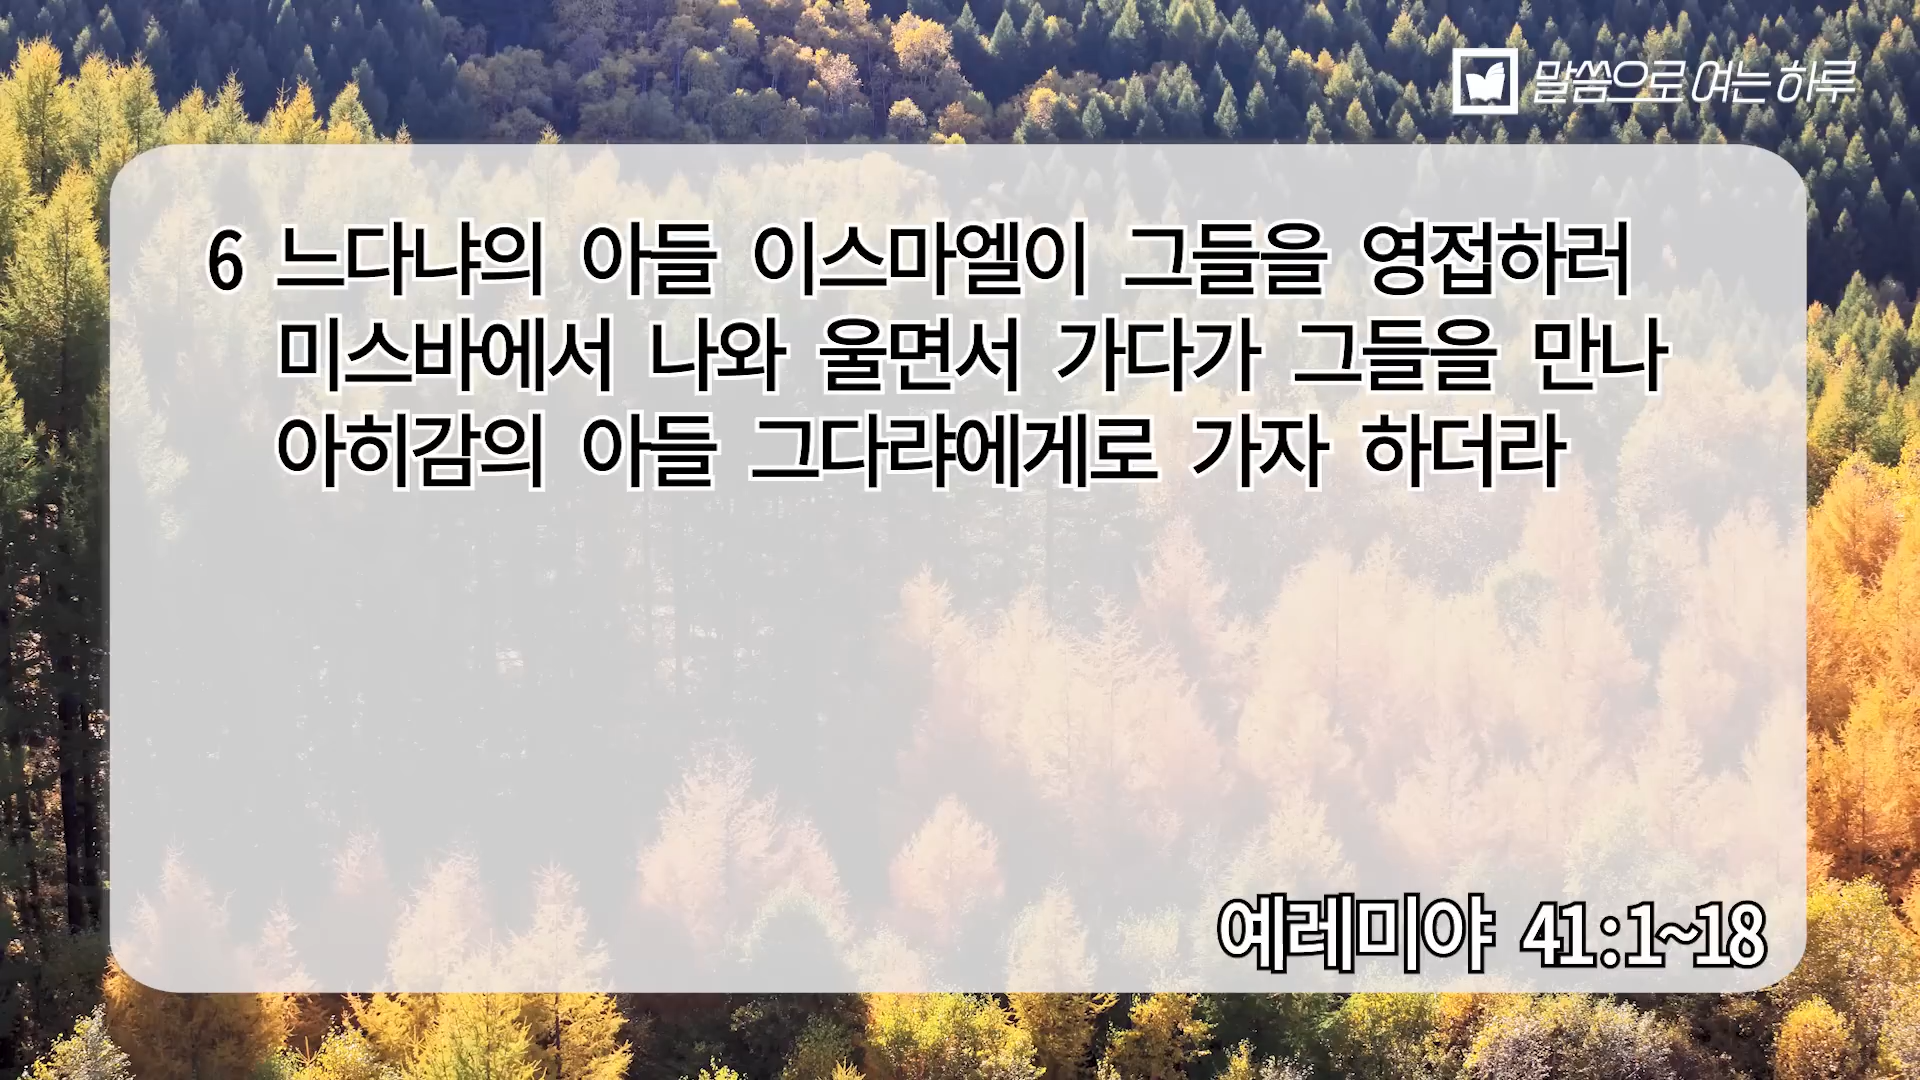 말씀으로 여는 하루
6 느다냐의 아들 이스마엘이 그들을 영접하러
미스바에서 나와 울면서 가다가 그들을 만나
아히감의 아들 그다랴에게로 가자 하더라
예레미야 41:1~18